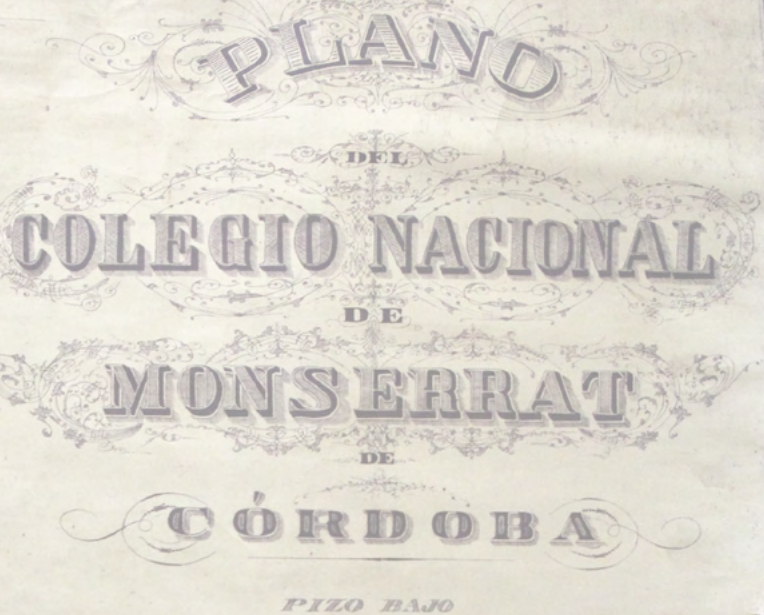 PLANO
DEL
COLEGIO NACIONAL
DE
MONSERRAT
DE
CÓRDOBA
PIZO BAJO